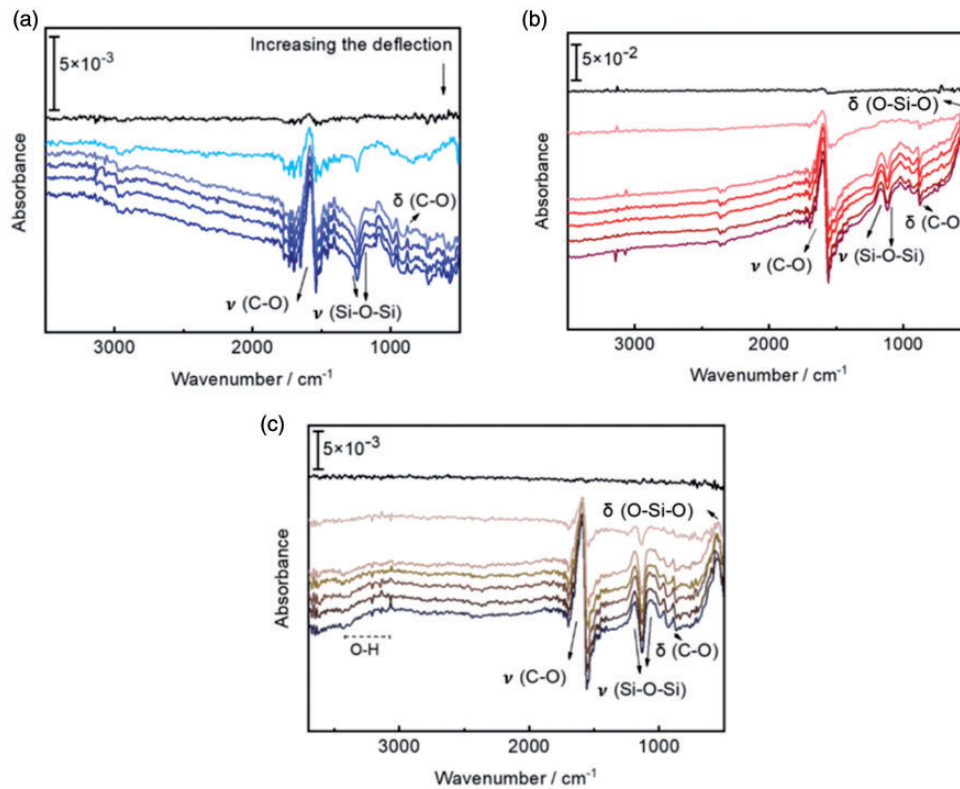 (a)
5×10⁻³
Increasing the deflection
Absorbance
δ (C-O)
ν (C-O)
ν (Si-O-Si)
3000 2000 1000
Wavenumber / cm⁻¹
(b)
5×10⁻²
δ (O-Si-O)
Absorbance
δ (C-O
ν (C-O)
ν (Si-O-Si)
3000 2000 1000
Wavenumber / cm⁻¹
(c)
5×10⁻³
δ (O-Si-O)
Absorbance
O-H
δ (C-O)
ν (C-O)
ν (Si-O-Si)
3000 2000 1000
Wavenumber / cm⁻¹